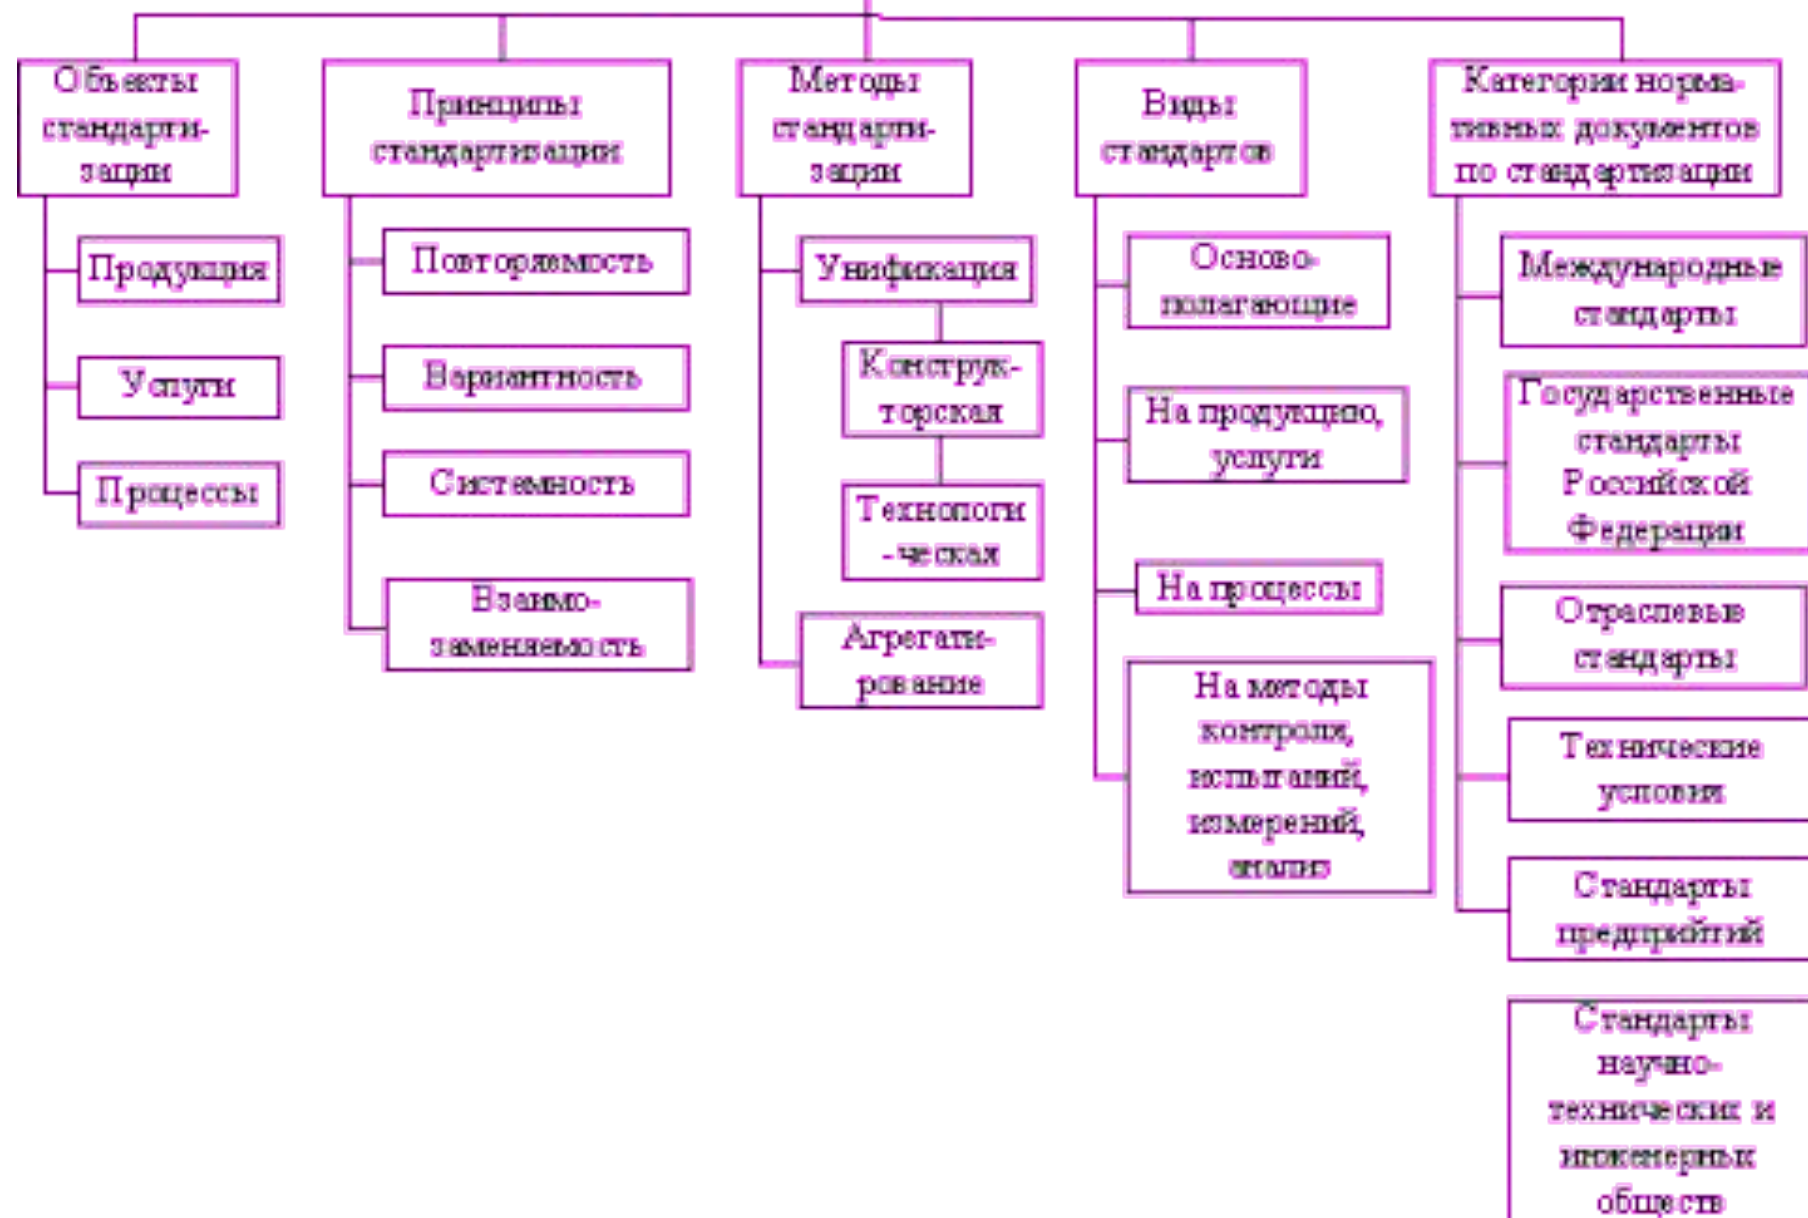 Объекты
стандарти-
зации
Продукция
Услуги
Процессы
Принципы
стандартизации
Повторяемость
Вариантность
Системность
Взаимо-
заменяемость
Методы
стандарти-
зации
Унификация
Конструк-
торская
Технологи
-ческая
Агрегати-
рование
Виды
стандартов
Осново-
полагающие
На продукцию,
услуги
На процессы
На методы
контроля,
испытаний,
измерений,
анализ
Категории норма-
тивных документов
по стандартизации
Международные
стандарты
Государственные
стандарты
Российской
Федерации
Отраслевые
стандарты
Технические
условия
Стандарты
предприйтий
Стандарты
научно-
технических и
инженерных
обществ